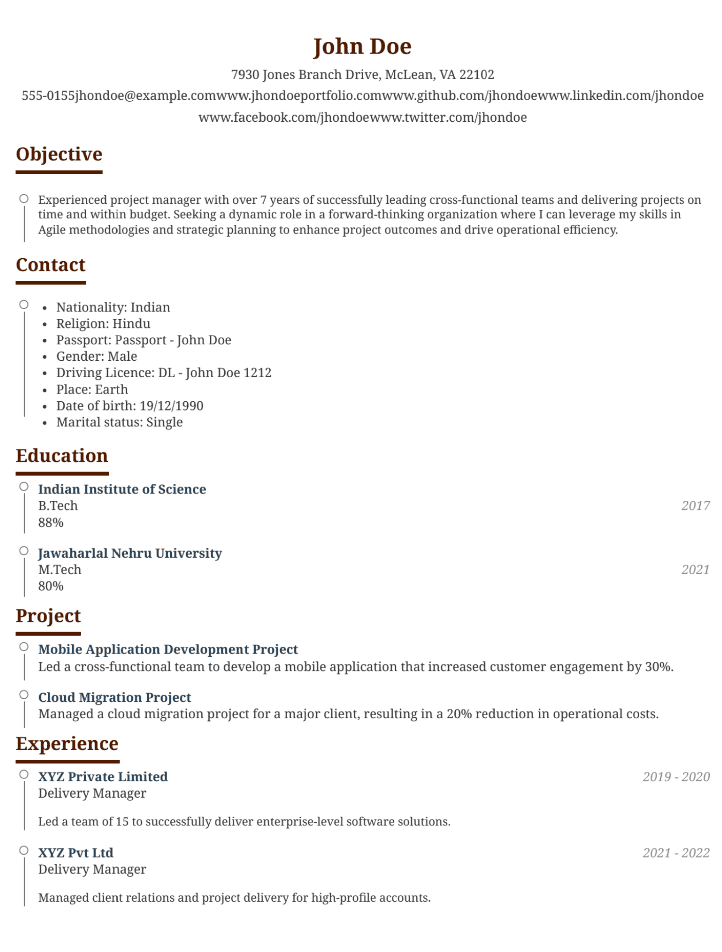 John Doe
7930 Jones Branch Drive, McLean, VA 22102
555-0155jhondoe@example.comwww.jhondoeportfolio.comwww.github.com/jhondoewww.linkedin.com/jhondoe
www.facebook.com/jhondoewww.twitter.com/jhondoe
Objective
Experienced project manager with over 7 years of successfully leading cross-functional teams and delivering projects on
time and within budget. Seeking a dynamic role in a forward-thinking organization where I can leverage my skills in
Agile methodologies and strategic planning to enhance project outcomes and drive operational efficiency.
Contact
• Nationality: Indian
• Religion: Hindu
• Passport: Passport - John Doe
• Gender: Male
• Driving Licence: DL - John Doe 1212
• Place: Earth
• Date of birth: 19/12/1990
• Marital status: Single
Education
Indian Institute of Science
B.Tech 2017
88%
Jawaharlal Nehru University
M.Tech 2021
80%
Project
Mobile Application Development Project
Led a cross-functional team to develop a mobile application that increased customer engagement by 30%.
Cloud Migration Project
Managed a cloud migration project for a major client, resulting in a 20% reduction in operational costs.
Experience
XYZ Private Limited 2019 - 2020
Delivery Manager
Led a team of 15 to successfully deliver enterprise-level software solutions.
XYZ Pvt Ltd 2021 - 2022
Delivery Manager
Managed client relations and project delivery for high-profile accounts.